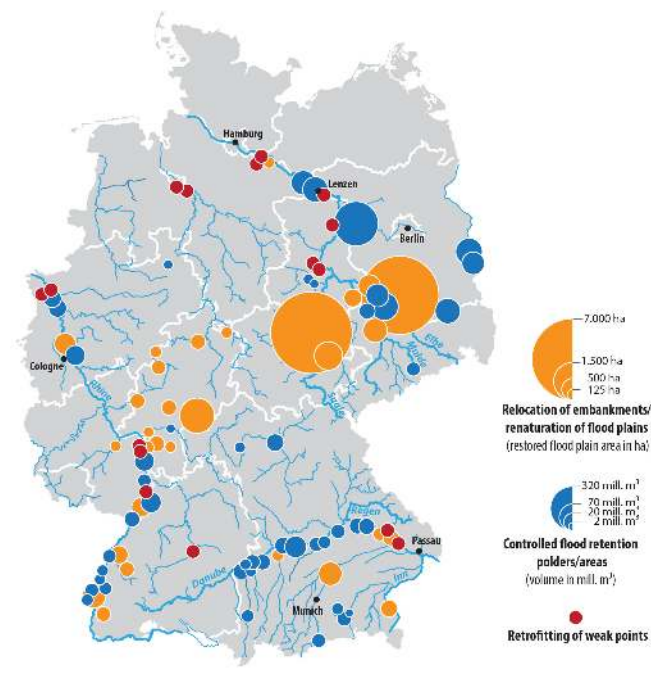 Hamburg
Lenzen
Berlin
Elbe
Mulde
Saale
Cologne
Rhine
Regen
Passau
Danube
Inn
Munich
7.000 ha
1.500 ha
500 ha
125 ha
Relocation of embankments/
renaturation of flood plains
(restored flood plain area in ha)
320 mill. m³
70 mill. m³
20 mill. m³
2 mill. m³
Controlled flood retention
polders/areas
(volume in mill. m³)
Retrofitting of weak points